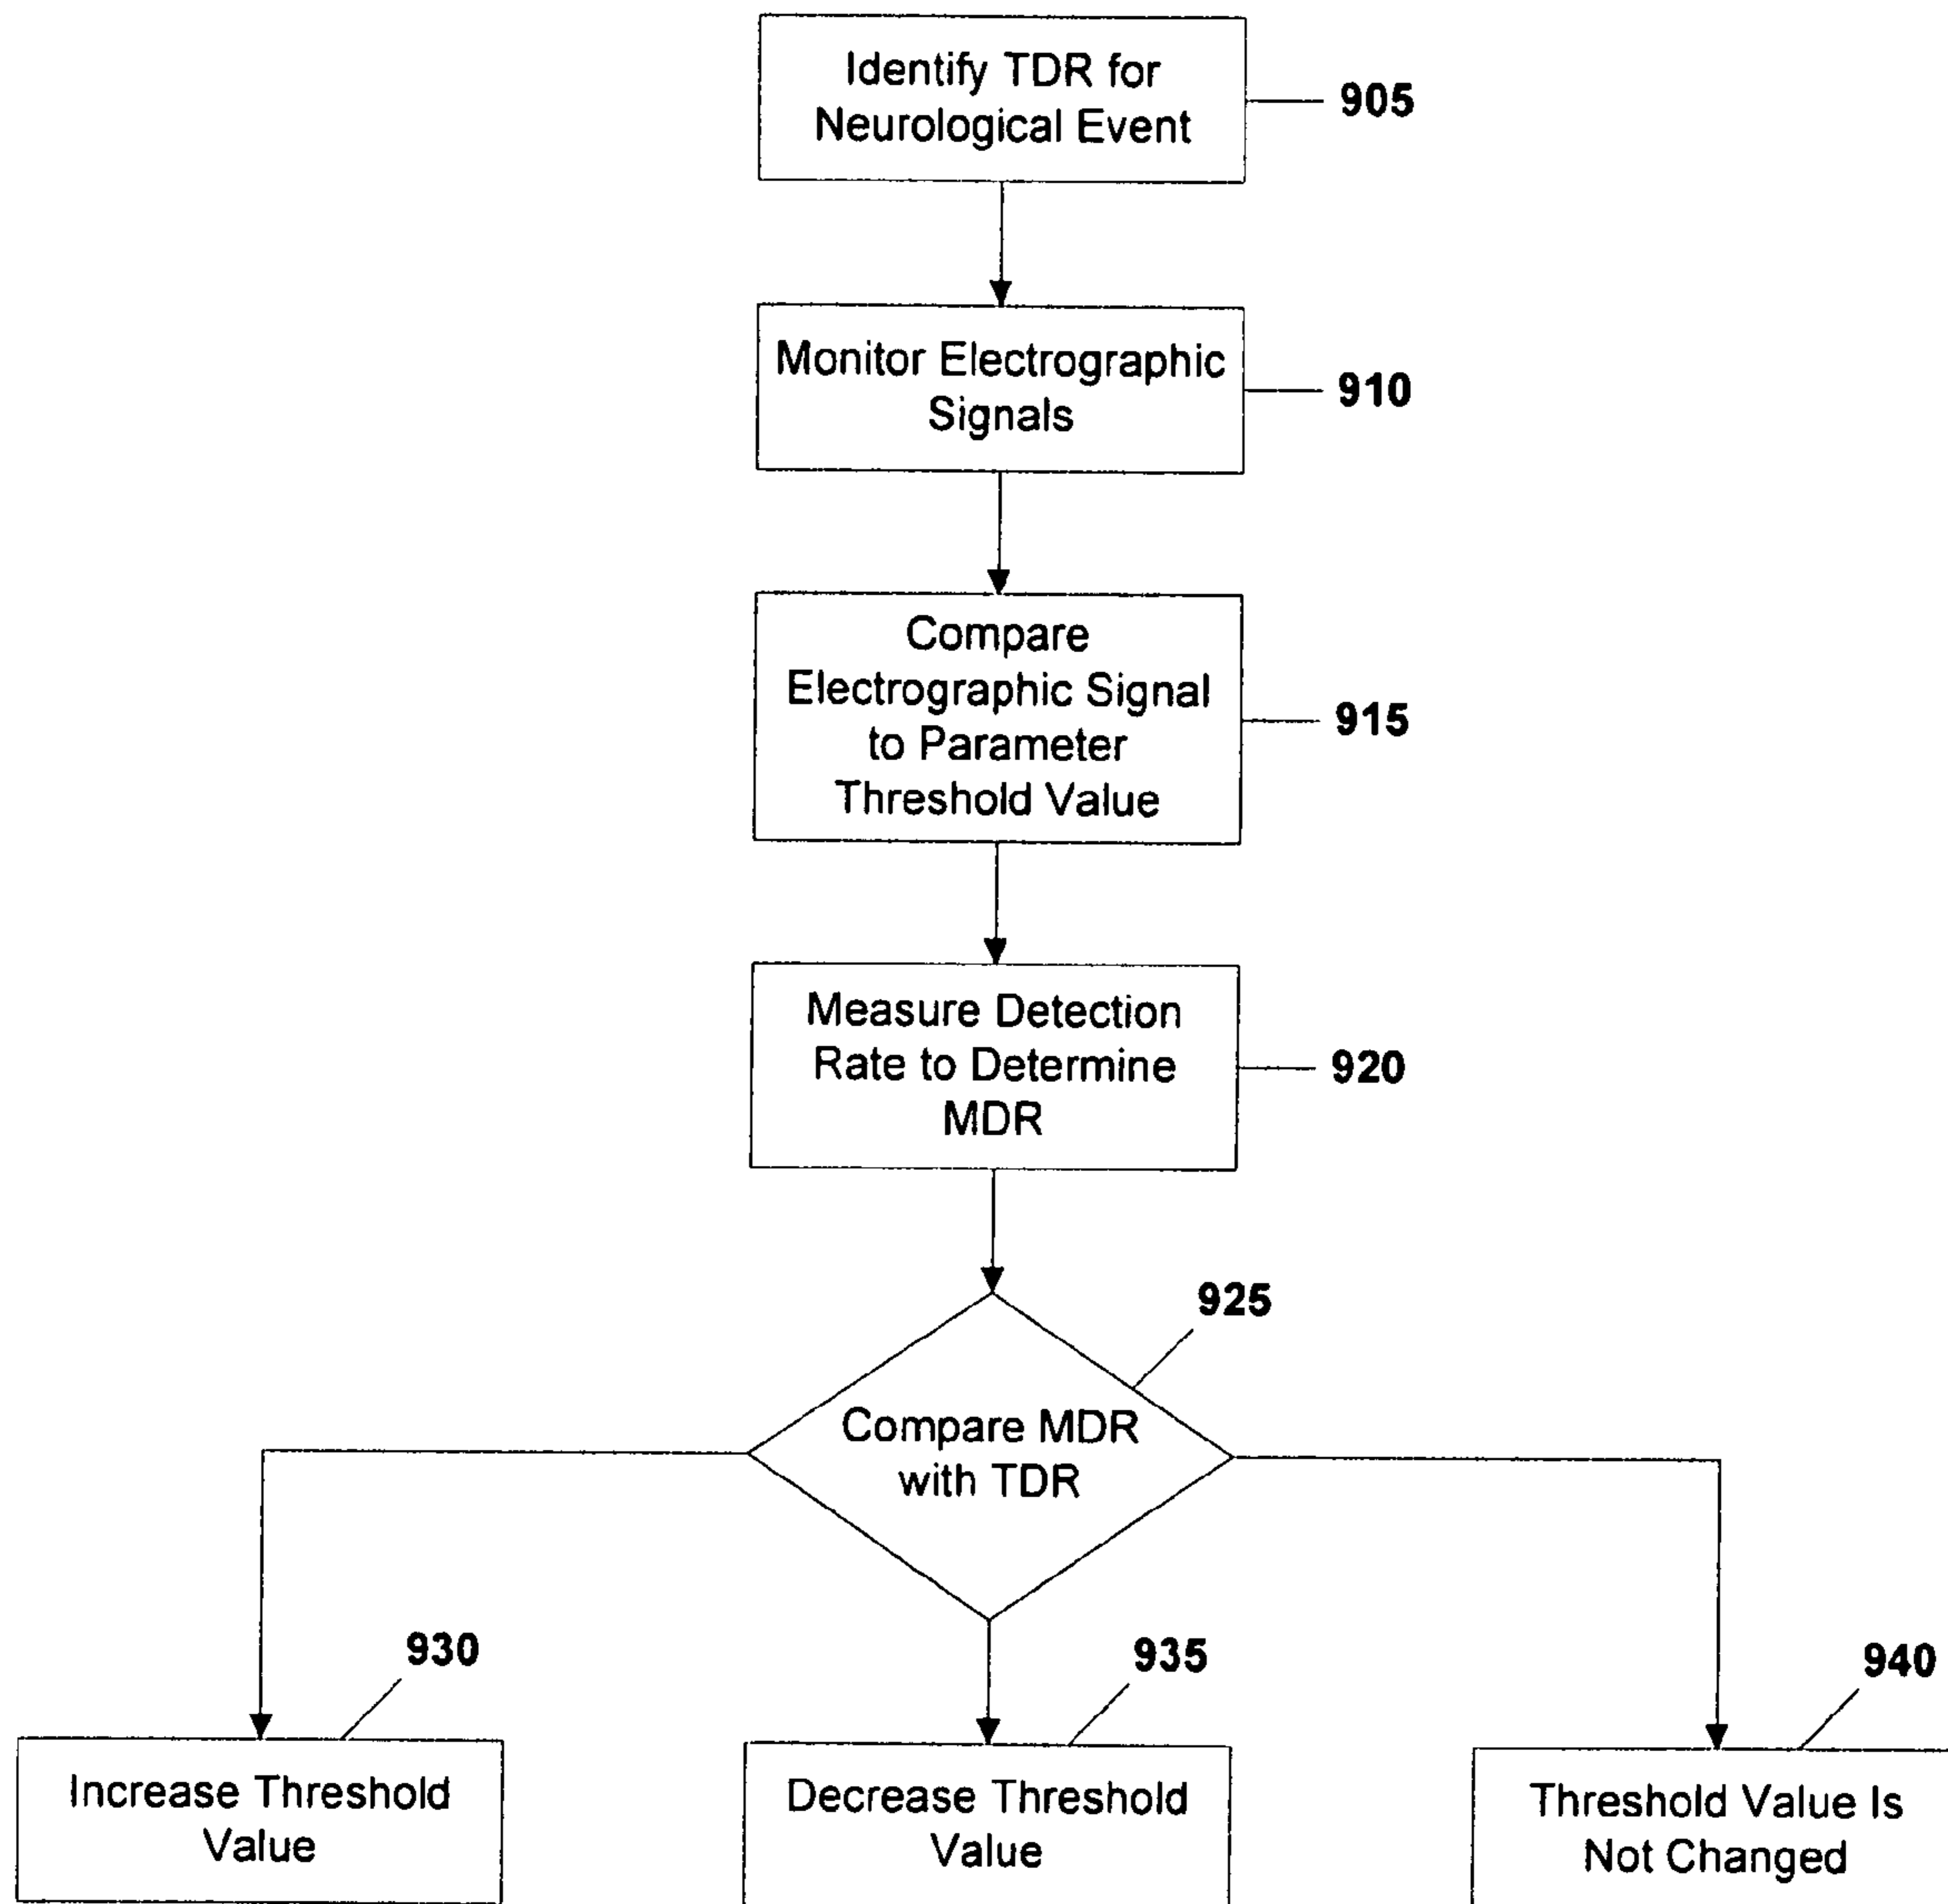 Identify TDR for
Neurological Event
905
Monitor Electrographic
Signals
910
Compare
Electrographic Signal
to Parameter
Threshold Value
915
Measure Detection
Rate to Determine
MDR
920
925
Compare MDR
with TDR
930
Increase Threshold
Value
935
Decrease Threshold
Value
940
Threshold Value Is
Not Changed